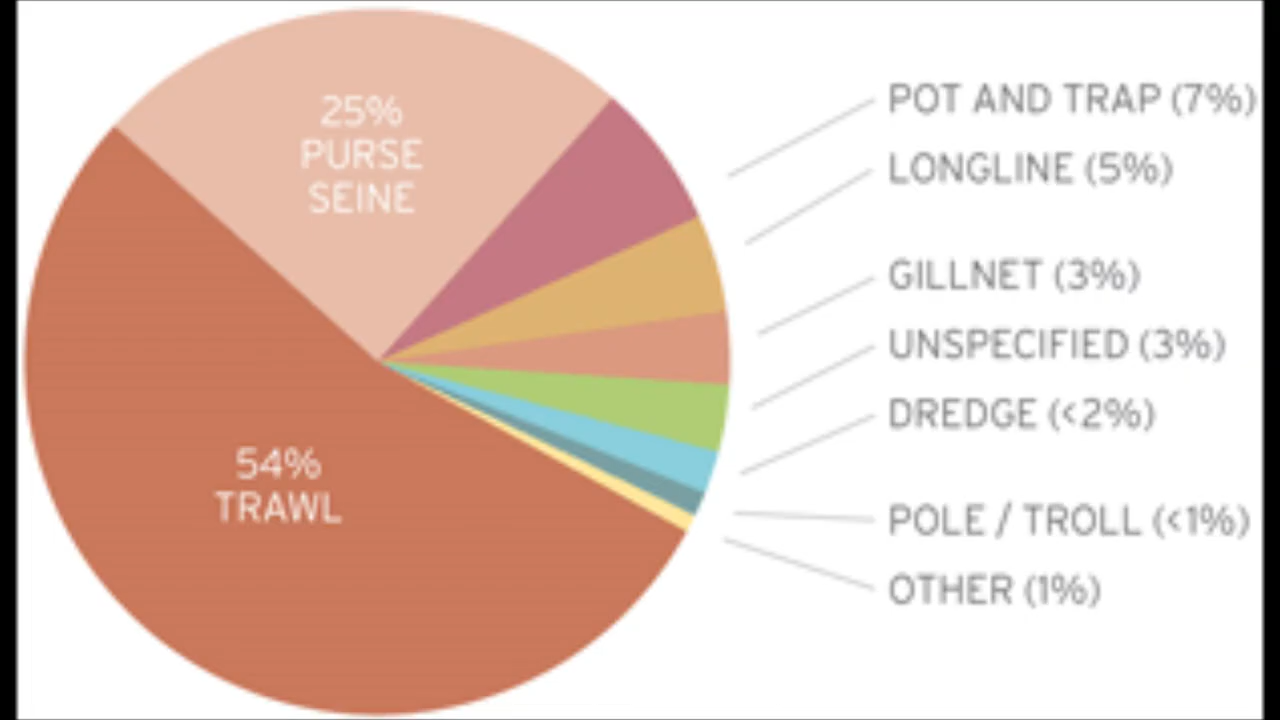 25%
PURSE
SEINE
54%
TRAWL
POT AND TRAP (7%)
LONGLINE (5%)
GILLNET (3%)
UNSPECIFIED (3%)
DREDGE (<2%)
POLE / TROLL (<1%)
OTHER (1%)